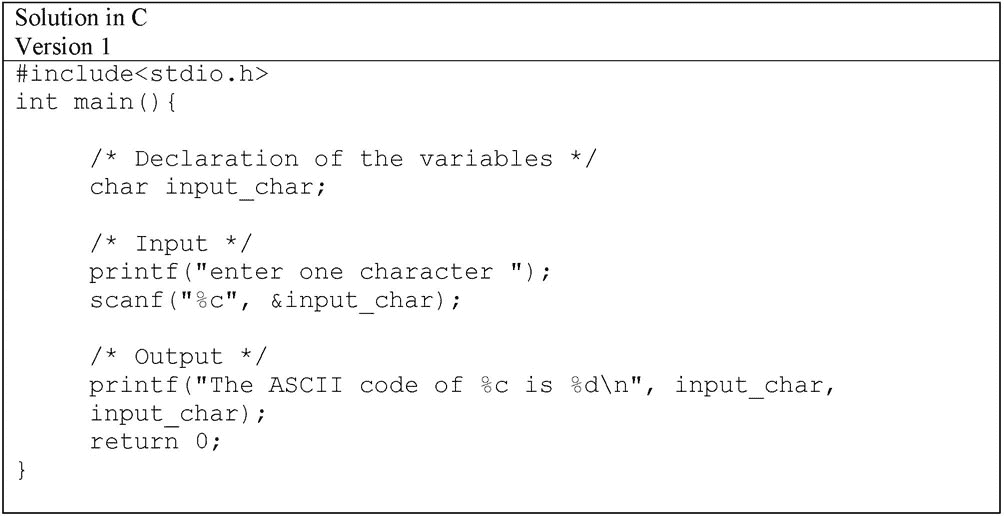 Solution in C
Version 1
#include<stdio.h>
int main(){
/* Declaration of the variables */
char input_char;
/* Input */
printf("enter one character ");
scanf("%c", &input_char);
/* Output */
printf("The ASCII code of %c is %d\n", input_char,
input_char);
return 0;
}